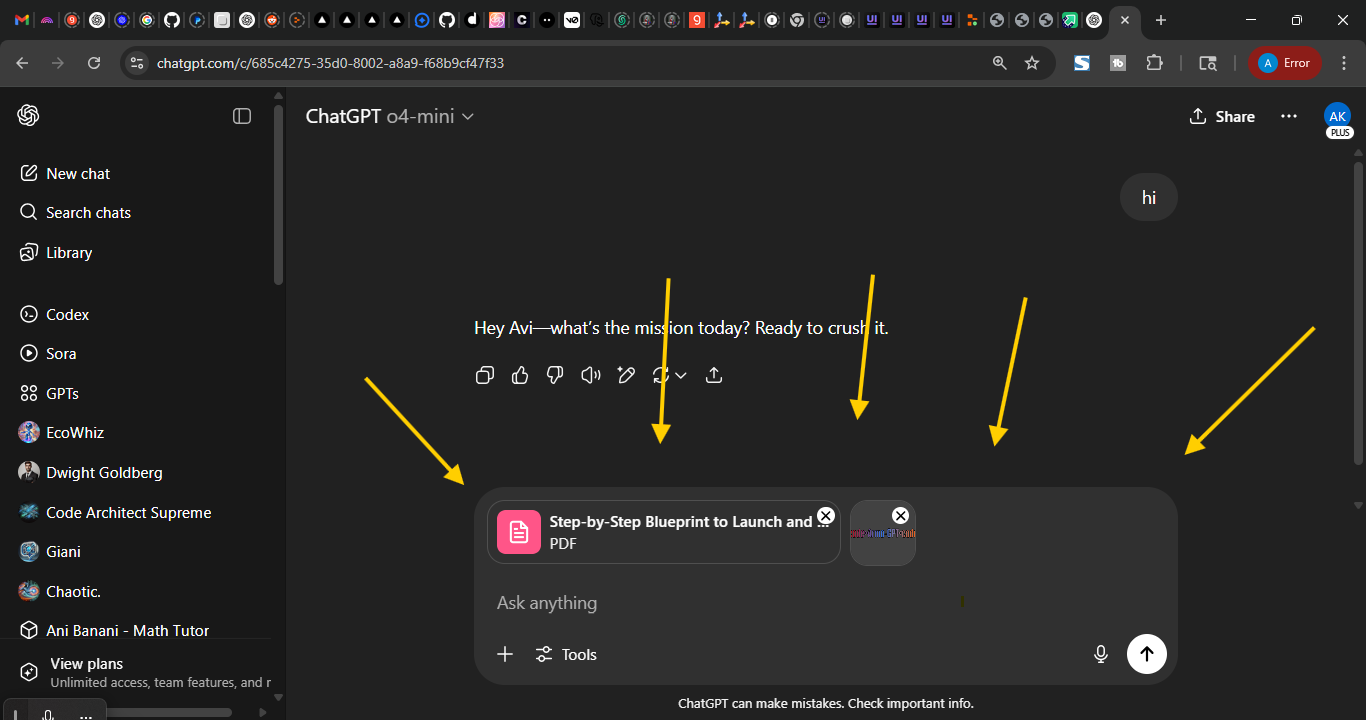 chatgpt.com/c/685c4275-35d0-8002-a8a9-f68b9cf47f33
A Error
ChatGPT o4-mini
Share
AK
PLUS
New chat
Search chats
Library
Codex
Sora
GPTs
EcoWhiz
Dwight Goldberg
Code Architect Supreme
Giani
Chaotic.
Ani Banani - Math Tutor
View plans
Unlimited access, team features, and r
hi
Hey Avi—what's the mission today? Ready to crush it.
Step-by-Step Blueprint to Launch and ...
PDF
Ask anything
Tools
ChatGPT can make mistakes. Check important info.